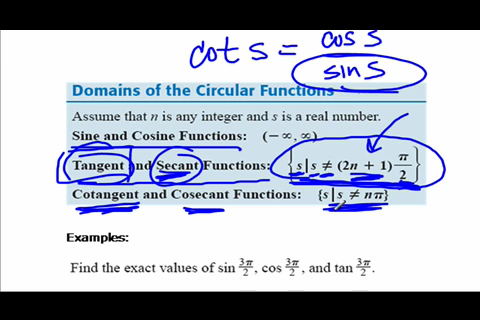 cot s = cos s / sin s
Domains of the Circular Functions
Assume that n is any integer and s is a real number.
Sine and Cosine Functions: (−∞, ∞)
Tangent and Secant Functions: {s|s ≠ (2n + 1) π/2}
Cotangent and Cosecant Functions: {s|s ≠ nπ}
Examples:
Find the exact values of sin 3π/2, cos 3π/2, and tan 3π/2.